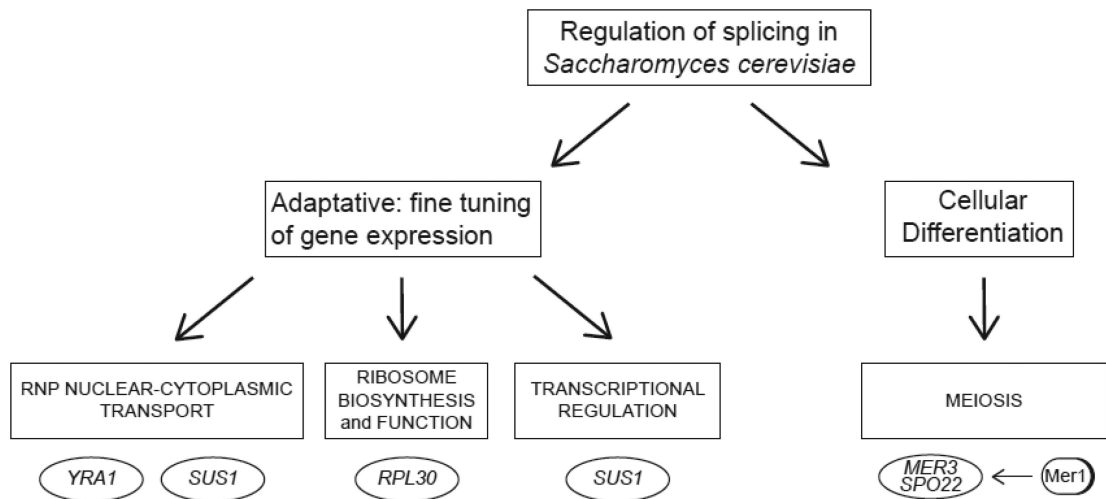 Regulation of splicing in
Saccharomyces cerevisiae
Adaptative: fine tuning
of gene expression
Cellular
Differentiation
RNP NUCLEAR-CYTOPLASMIC
TRANSPORT
RIBOSOME
BIOSYNTHESIS
and FUNCTION
TRANSCRIPTIONAL
REGULATION
MEIOSIS
YRA1
SUS1
RPL30
SUS1
MER3
SPO22
Mer1